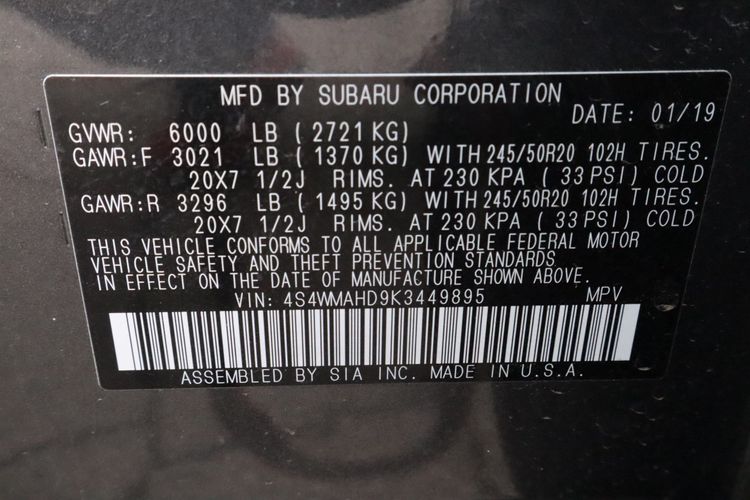 MFD BY SUBARU CORPORATION
DATE: 01/19
GVWR: 6000 LB ( 2721 KG)
GAWR:F 3021 LB ( 1370 KG) WITH 245/50R20 102H TIRES.
20X7 1/2J RIMS. AT 230 KPA ( 33 PSI) COLD
GAWR:R 3296 LB ( 1495 KG) WITH 245/50R20 102H TIRES.
20X7 1/2J RIMS. AT 230 KPA ( 33 PSI) COLD
THIS VEHICLE CONFORMS TO ALL APPLICABLE FEDERAL MOTOR
VEHICLE SAFETY AND THEFT PREVENTION STANDARDS
IN EFFECT ON THE DATE OF MANUFACTURE SHOWN ABOVE.
VIN: 4S4WMAHD9K3449895 MPV
ASSEMBLED BY SIA INC. MADE IN U.S.A.